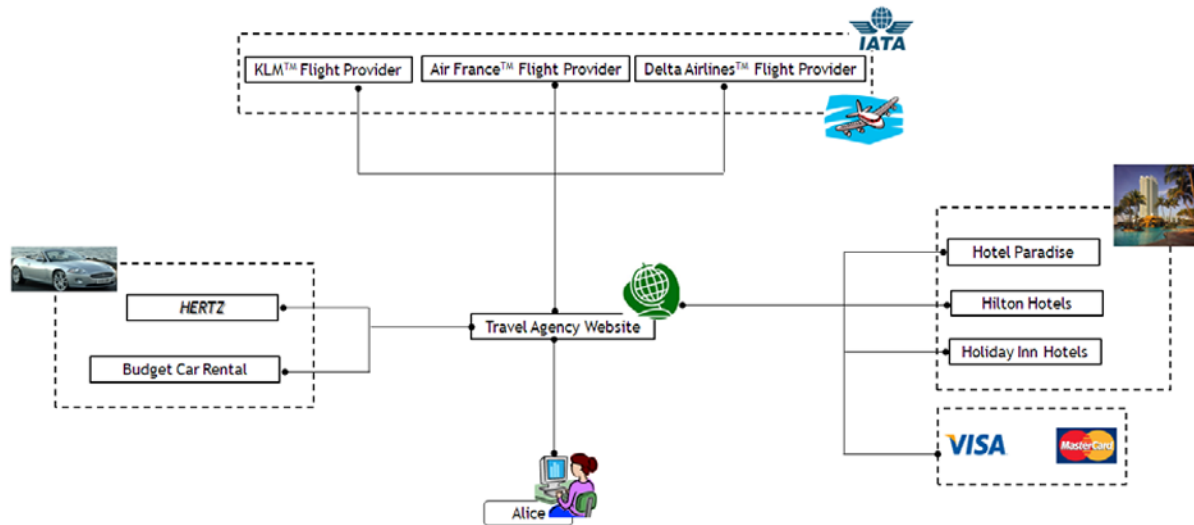 IATA
KLM™ Flight Provider
Air France™ Flight Provider
Delta Airlines™ Flight Provider
Hotel Paradise
HERTZ
Hilton Hotels
Travel Agency Website
Holiday Inn Hotels
Budget Car Rental
VISA
MasterCard
Alice